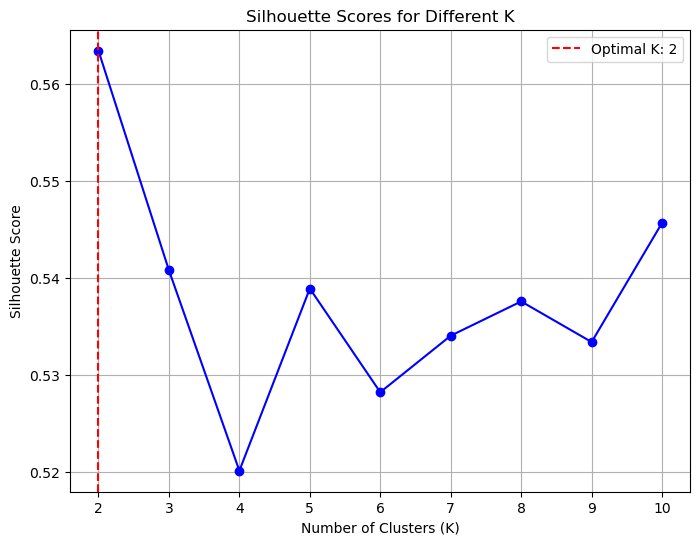 Silhouette Scores for Different K
Optimal K: 2
Silhouette Score
0.56
0.55
0.54
0.53
0.52
2 3 4 5 6 7 8 9 10
Number of Clusters (K)